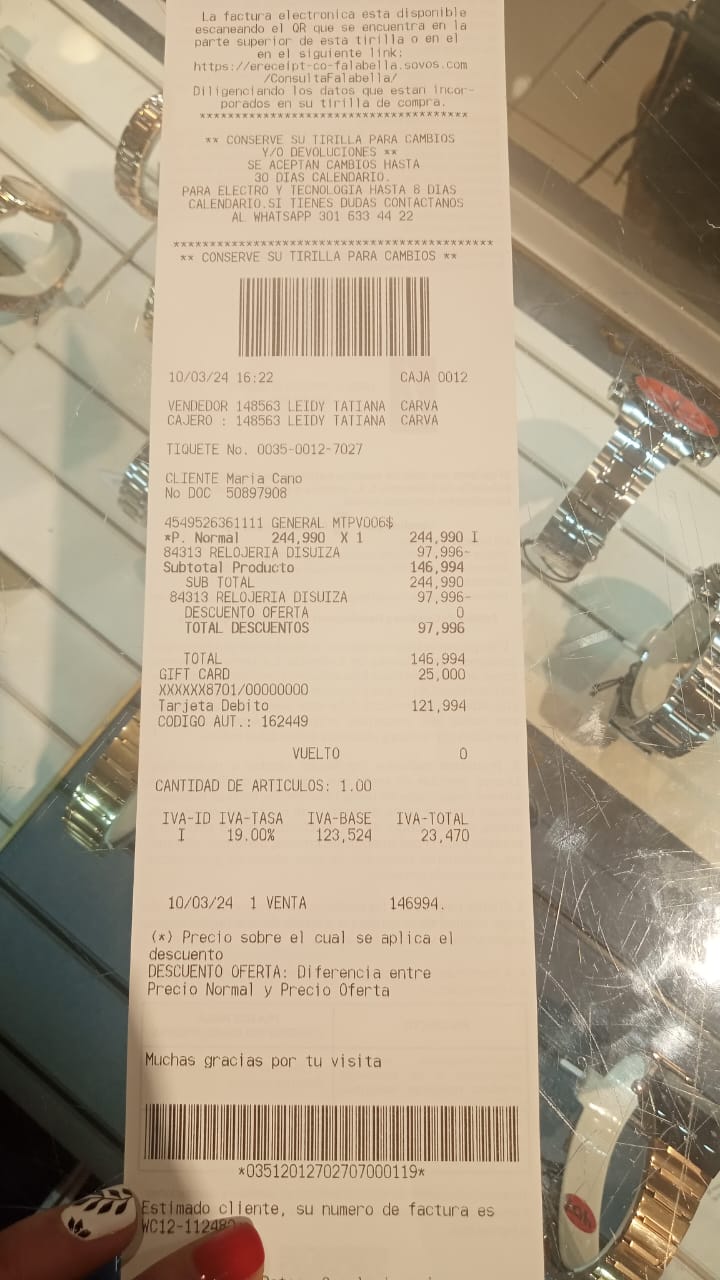 La factura electronica esta disponible
escaneando el QR que se encuentra en la
parte superior de esta tirilla o en el
en el siguiente link:
https://ereceipt-co-falabella.sovos.com
/ConsultaFalabella/
Diligenciando los datos que estan incor-
porados en su tirilla de compra.
*************************************
** CONSERVE SU TIRILLA PARA CAMBIOS
Y/O DEVOLUCIONES **
SE ACEPTAN CAMBIOS HASTA
30 DIAS CALENDARIO.
PARA ELECTRO Y TECNOLOGIA HASTA 8 DIAS
CALENDARIO.SI TIENES DUDAS CONTACTANOS
AL WHATSAPP 301 633 44 22
********************************************
** CONSERVE SU TIRILLA PARA CAMBIOS **
10/03/24 16:22 CAJA 0012
VENDEDOR 148563 LEIDY TATIANA CARVA
CAJERO : 148563 LEIDY TATIANA CARVA
TIQUETE No. 0035-0012-7027
CLIENTE Maria Cano
No DOC 50897908
4549526361111 GENERAL MTPV006$
*P. Normal 244,990 X 1 244,990 I
84313 RELOJERIA DISUIZA 97,996-
Subtotal Producto 146,994
SUB TOTAL 244,990
84313 RELOJERIA DISUIZA 97,996-
DESCUENTO OFERTA 0
TOTAL DESCUENTOS 97,996
TOTAL 146,994
GIFT CARD 25,000
XXXXXX8701/00000000
Tarjeta Debito 121,994
CODIGO AUT.: 162449
VUELTO 0
CANTIDAD DE ARTICULOS: 1.00
IVA-ID IVA-TASA IVA-BASE IVA-TOTAL
I 19.00% 123,524 23,470
10/03/24 1 VENTA 146994.
(*) Precio sobre el cual se aplica el
descuento
DESCUENTO OFERTA: Diferencia entre
Precio Normal y Precio Oferta
Muchas gracias por tu visita
*03512012702707000119*
Estimado cliente, su numero de factura es